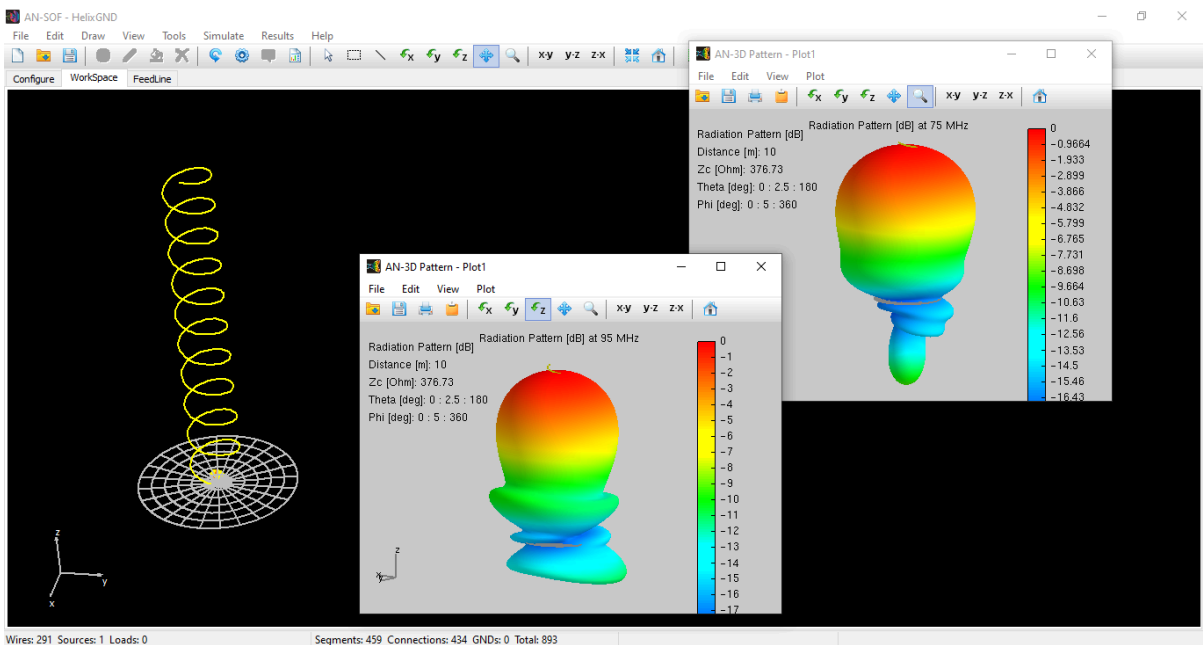 AN-SOF - HelixGND
File Edit Draw View Tools Simulate Results Help
x-y y-z z-x
Configure WorkSpace FeedLine
z
y
x
AN-3D Pattern - Plot1
File Edit View Plot
x-y y-z z-x
Radiation Pattern [dB]
Radiation Pattern [dB] at 75 MHz
Distance [m]: 10
Zc [Ohm]: 376.73
Theta [deg]: 0 : 2.5 : 180
Phi [deg]: 0 : 5 : 360
0
-0.9664
-1.933
-2.899
-3.866
-4.832
-5.799
-6.765
-7.731
-8.698
-9.664
-10.63
-11.6
-12.56
-13.53
-14.5
-15.46
-16.43
AN-3D Pattern - Plot1
File Edit View Plot
x y z
x-y y-z z-x
Radiation Pattern [dB]
Radiation Pattern [dB] at 95 MHz
Distance [m]: 10
Zc [Ohm]: 376.73
Theta [deg]: 0 : 2.5 : 180
Phi [deg]: 0 : 5 : 360
0
-1
-2
-3
-4
-5
-6
-7
-8
-9
-10
-11
-12
-13
-14
-15
-16
-17
z
Wires: 291 Sources: 1 Loads: 0
Segments: 459 Connections: 434 GNDs: 0 Total: 893